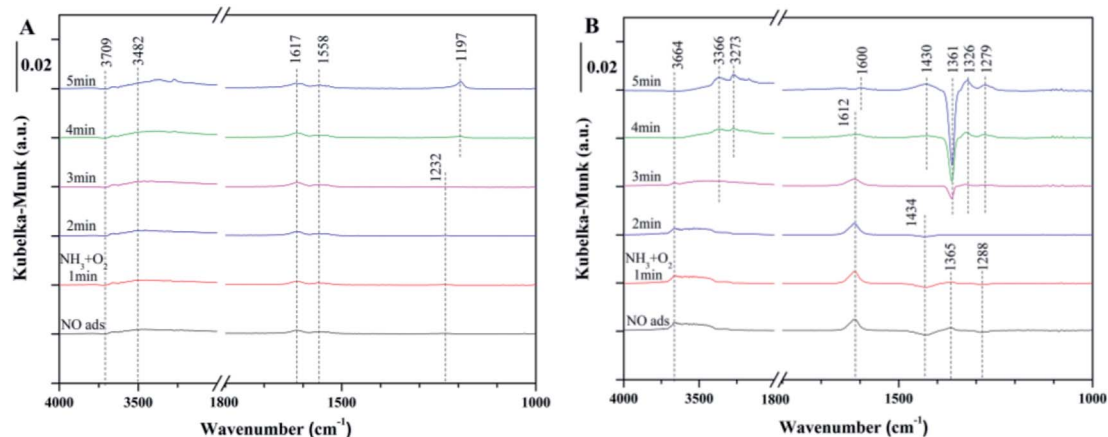 A
0.02
3709
3482
1617
1558
1197
1232
5min
4min
3min
2min
NH3+O2
1min
NO ads
Kubelka-Munk (a.u.)
4000
3500
1800
1500
1000
Wavenumber (cm-1)
B
0.02
3664
3366
3273
1600
1430
1361
1326
1279
1612
1434
1365
1288
5min
4min
3min
2min
NH3+O2
1min
NO ads
Kubelka-Munk (a.u.)
4000
3500
1800
1500
1000
Wavenumber (cm-1)